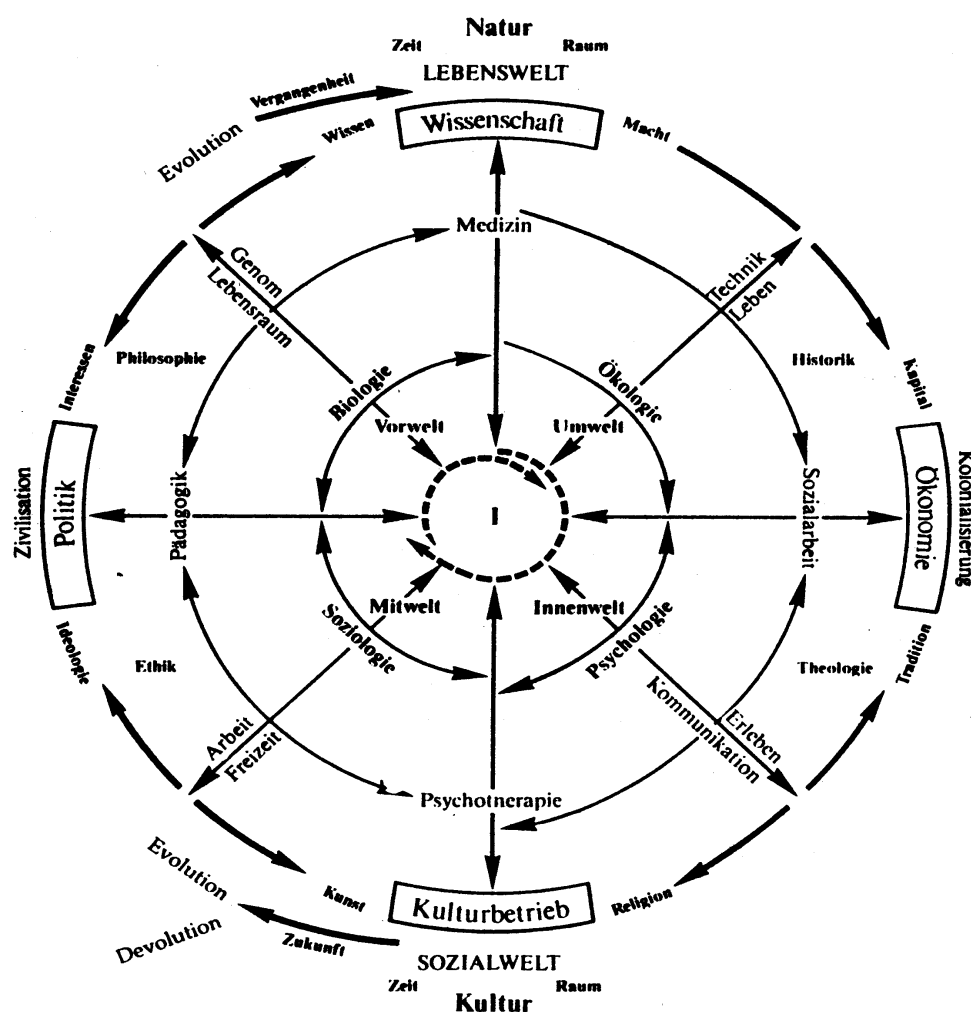 Natur
Zeit Raum
LEBENSWELT
Vergangenheit
Evolution
Wissen
Wissenschaft
Macht
Medizin
Genom
Lebensraum
Technik
Leben
Interessen
Philosophie
Historik
Kapital
Biologie
Ökologie
Vorwelt
Umwelt
Zivilisation
Politik
Pädagogik
I
Sozialarbeit
Ökonomie
Kolonialisierung
Mitwelt
Innenwelt
Soziologie
Psychologie
Ideologie
Ethik
Theologie
Tradition
Arbeit
Freizeit
Erleben
Kommunikation
Psychotnerapie
Evolution
Devolution
Kunst
Zukunft
Kulturbetrieb
Religion
SOZIALWELT
Zeit Raum
Kultur